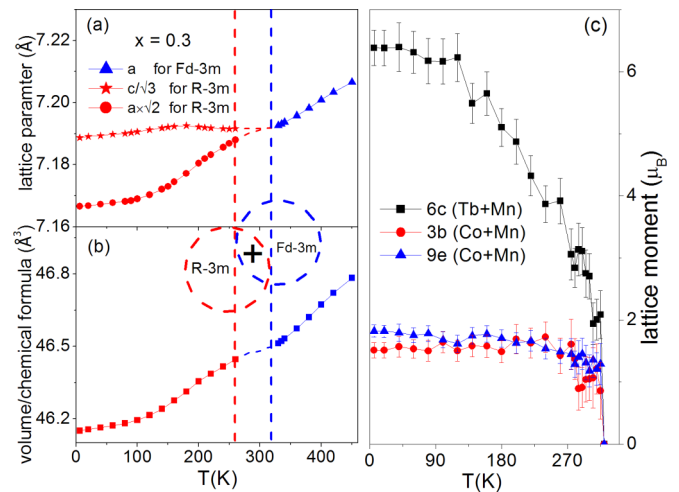 (a)
x = 0.3
a for Fd-3m
c/√3 for R-3m
a×√2 for R-3m
7.23
7.20
7.18
7.16
lattice paramter (Å)
(b)
R-3m
Fd-3m
46.8
46.5
46.2
volume/chemical formula (Å³)
0 100 200 300 400
T(K)
(c)
6c (Tb+Mn)
3b (Co+Mn)
9e (Co+Mn)
6
4
2
0
lattice moment (μB)
0 90 180 270
T(K)